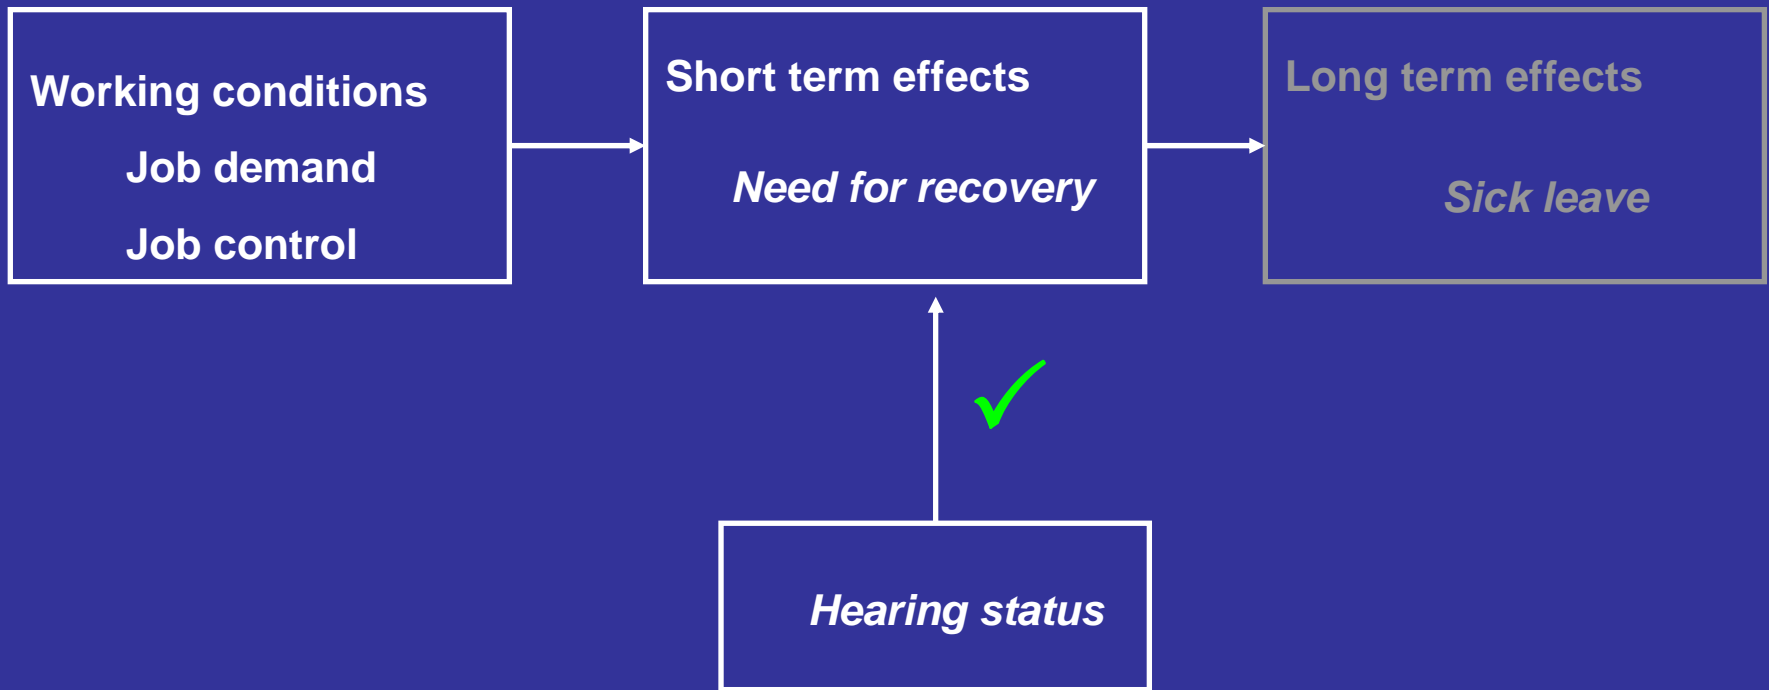 Working conditions
Job demand
Job control
Short term effects
Need for recovery
Long term effects
Sick leave
Hearing status